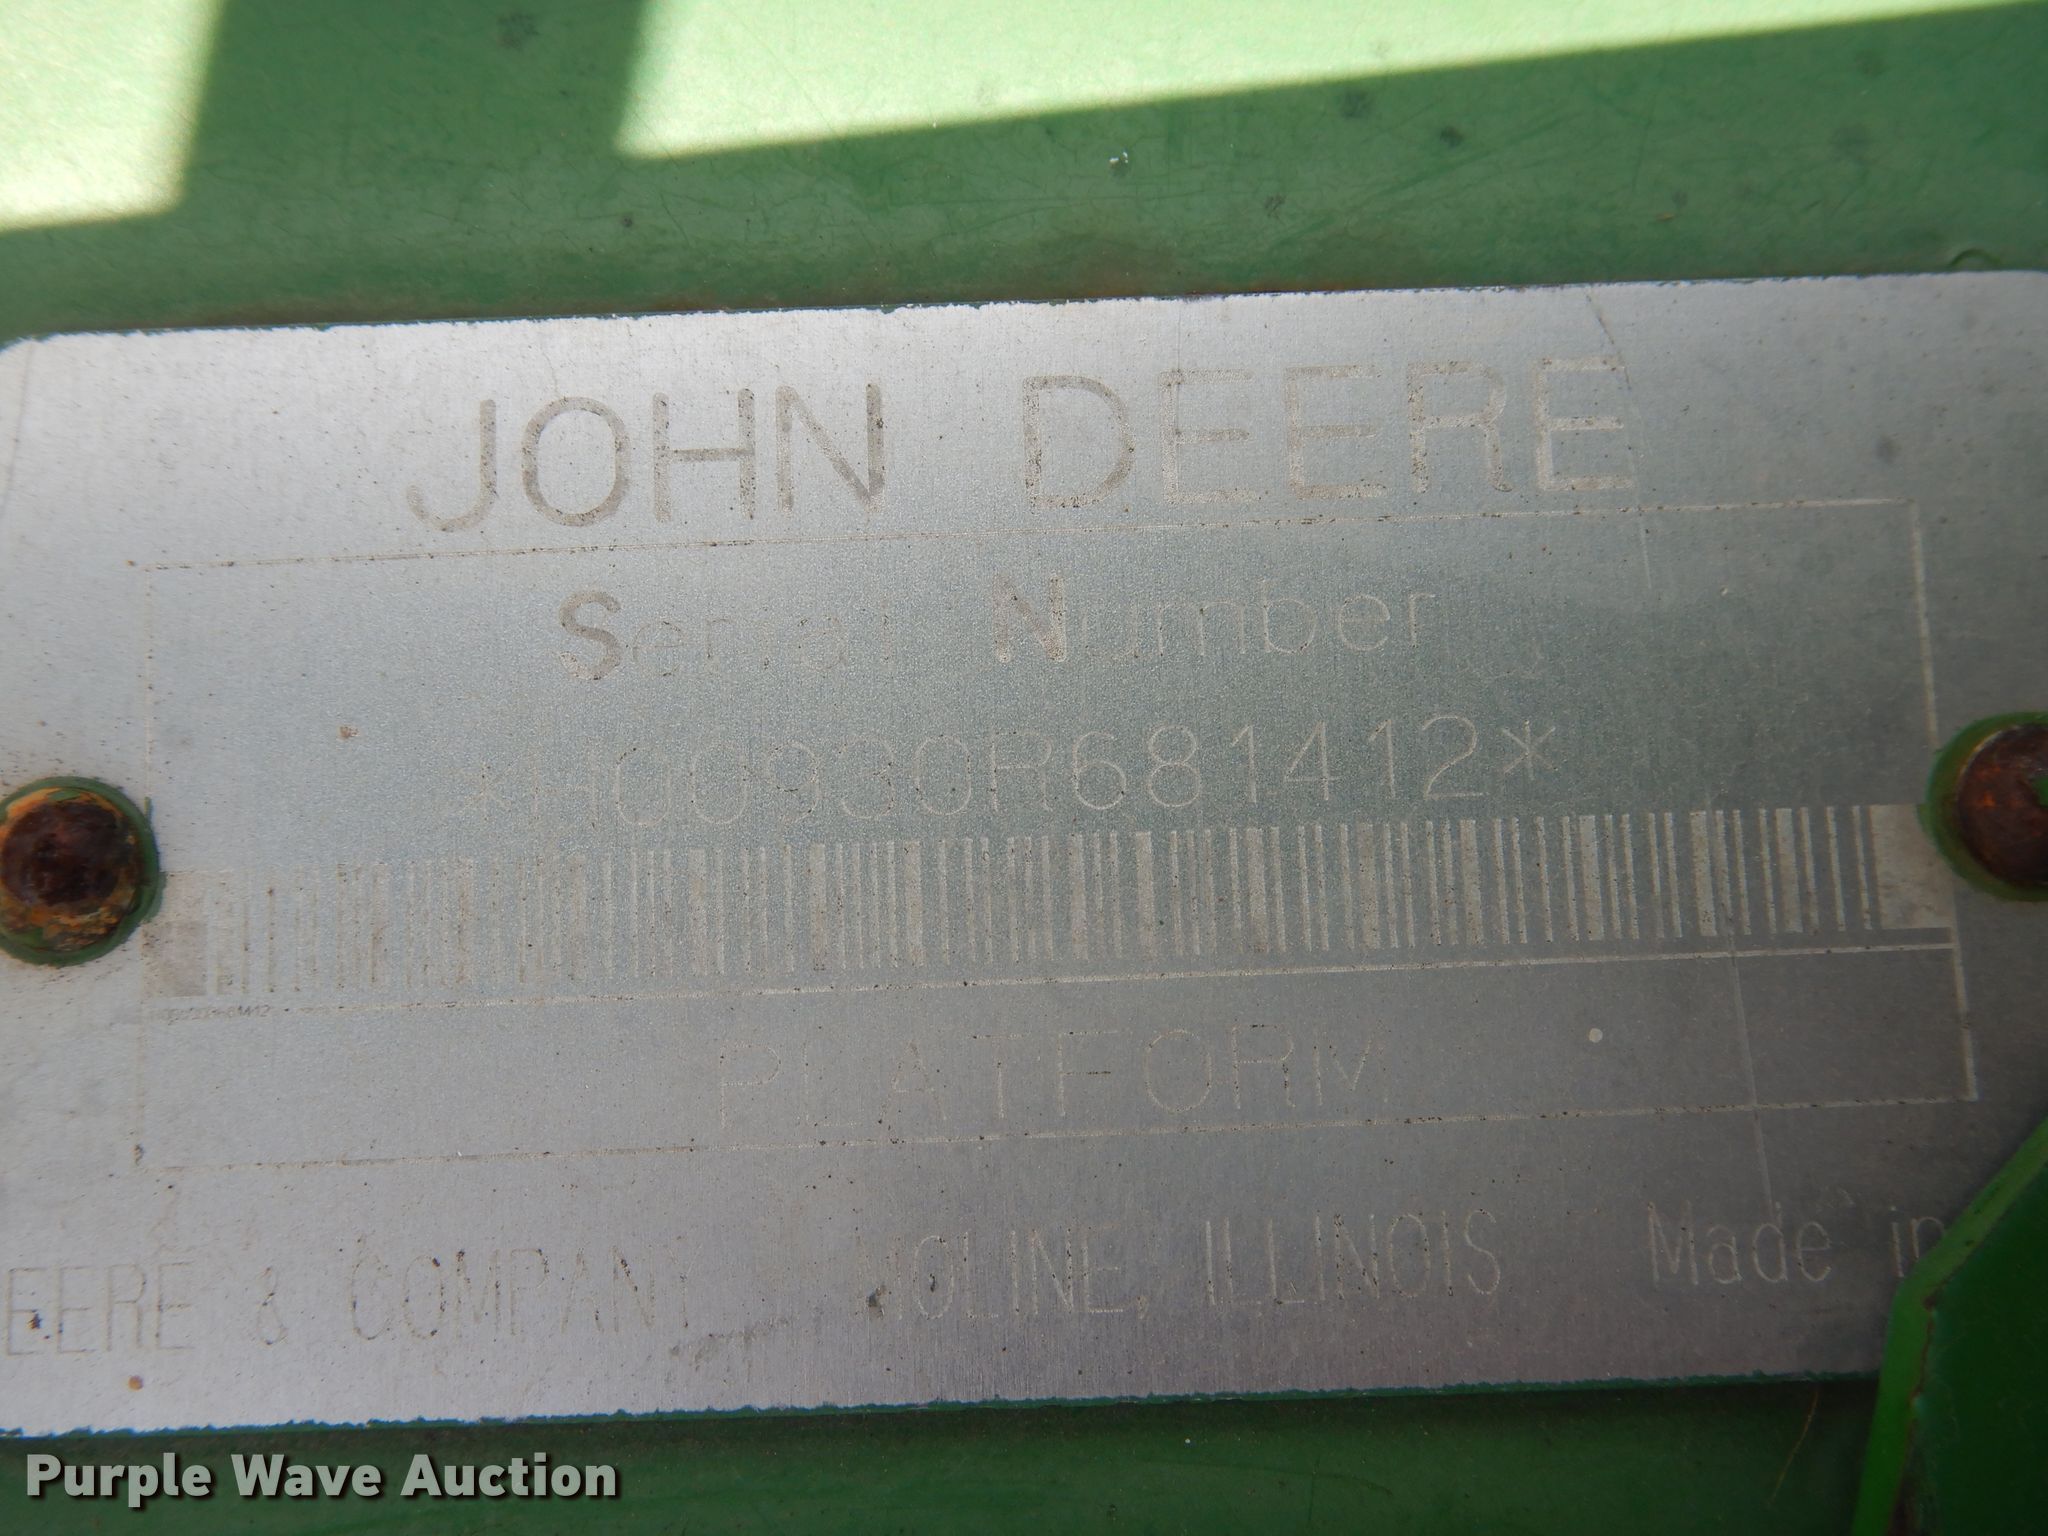 JOHN DEERE
Serial Number
*H00930R681412*
PLATFORM
EERE & COMPANY MOLINE, ILLINOIS Made in
Purple Wave Auction